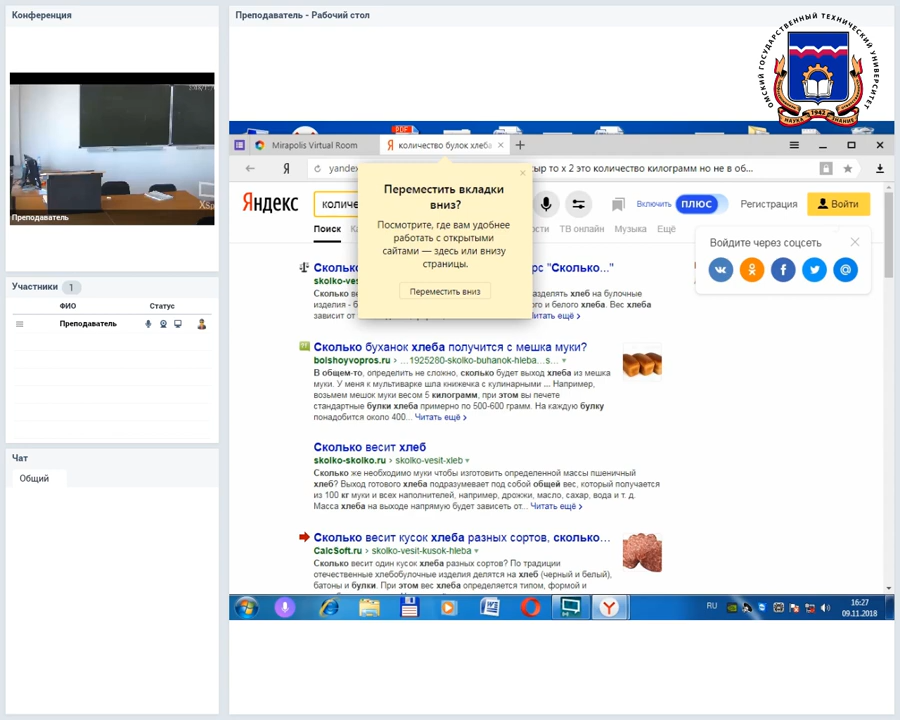 Конференция
Преподаватель
Участники 1
ФИО Статус
Преподаватель
Чат
Общий
Преподаватель - Рабочий стол
ОМСКИЙ ГОСУДАРСТВЕННЫЙ ТЕХНИЧЕСКИЙ УНИВЕРСИТЕТ
НАУКА 1942 ЗНАНИЕ
PDF
Mirapolis Virtual Room
количество булок хлеба
yandex
сыр то х 2 это количество килограмм но не в об...
Яндекс
количе
Включить ПЛЮС
Регистрация
Войти
Поиск
ТВ онлайн Музыка Ещё
Переместить вкладки
вниз?
Посмотрите, где вам удобнее
работать с открытыми
сайтами — здесь или внизу
страницы.
Переместить вниз
Войдите через соцсеть
Сколько
рс "Сколько..."
skolko-ves
Сколько ве
разделять хлеб на булочные
изделия - б
го и белого хлеба. Вес хлеба
зависит от
Читать ещё ›
Сколько буханок хлеба получится с мешка муки?
bolshoyvopros.ru › ...1925280-skolko-buhanok-hleba...s...
В общем-то, определить не сложно, сколько будет выход хлеба из мешка
муки. У меня к мультиварке шла книжечка с кулинарными ... Например,
возьмем мешок муки весом 5 килограмм, при этом вы печете
стандартные булки хлеба примерно по 500-600 грамм. На каждую булку
понадобится около 400... Читать ещё ›
Сколько весит хлеб
skolko-skolko.ru › skolko-vesit-xleb
Сколько же необходимо муки чтобы изготовить определенной массы пшеничный
хлеб? Выход готового хлеба подразумевает под собой общей вес, который получается
из 100 кг муки и всех наполнителей, например, дрожжи, масло, сахар, вода и т. д.
Масса хлеба на выходе напрямую будет зависеть от... Читать ещё ›
Сколько весит кусок хлеба разных сортов, сколько...
CalcSoft.ru › skolko-vesit-kusok-hleba
Сколько весит один кусок хлеба разных сортов? По традиции
отечественные хлебобулочные изделия делятся на хлеб (черный и белый),
батоны и булки. При этом вес хлеба определяется типом, формой и
RU
16:27
09.11.2018